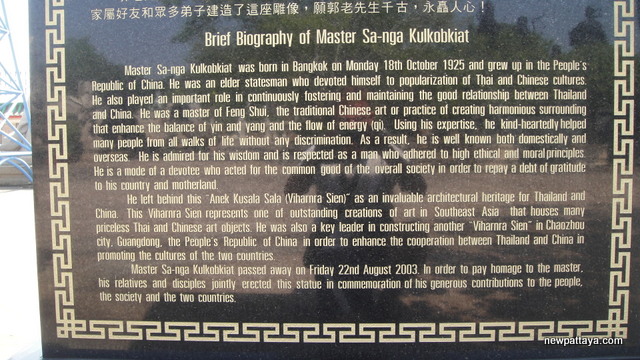 家屬好友和眾多弟子建造了這座雕像，願郭老先生千古，永矗人心！
Brief Biography of Master Sa-nga Kulkobkiat
Master Sa-nga Kulkobkiat was born in Bangkok on Monday 18th October 1925 and grew up in the People's
Republic of China. He was an elder statesman who devoted himself to popularization of Thai and Chinese cultures.
He also played an important role in continuously fostering and maintaining the good relationship between Thailand
and China. He was a master of Feng Shui, the traditional Chinese art or practice of creating harmonious surrounding
that enhance the balance of yin and yang and the flow of energy (qi). Using his expertise, he kind-heartedly helped
many people from all walks of life without any discrimination. As a result, he is well known both domestically and
overseas. He is admired for his wisdom and is respected as a man who adhered to high ethical and moral principles.
He is a mode of a devotee who acted for the common good of the overall society in order to repay a debt of gratitude
to his country and motherland.
He left behind this "Anek Kusala Sala (Viharnra Sien)" as an invaluable architectural heritage for Thailand and
China. This Viharnra Sien represents one of outstanding creations of art in Southeast Asia that houses many
priceless Thai and Chinese art objects. He was also a key leader in constructing another "Viharnra Sien" in Chaozhou
city, Guangdong, the People's Republic of China in order to enhance the cooperation between Thailand and China in
promoting the cultures of the two countries.
Master Sa-nga Kulkobkiat passed away on Friday 22nd August 2003. In order to pay homage to the master,
his relatives and disciples jointly erected this statue in commemoration of his generous contributions to the people,
the society and the two countries.
newpattaya.com